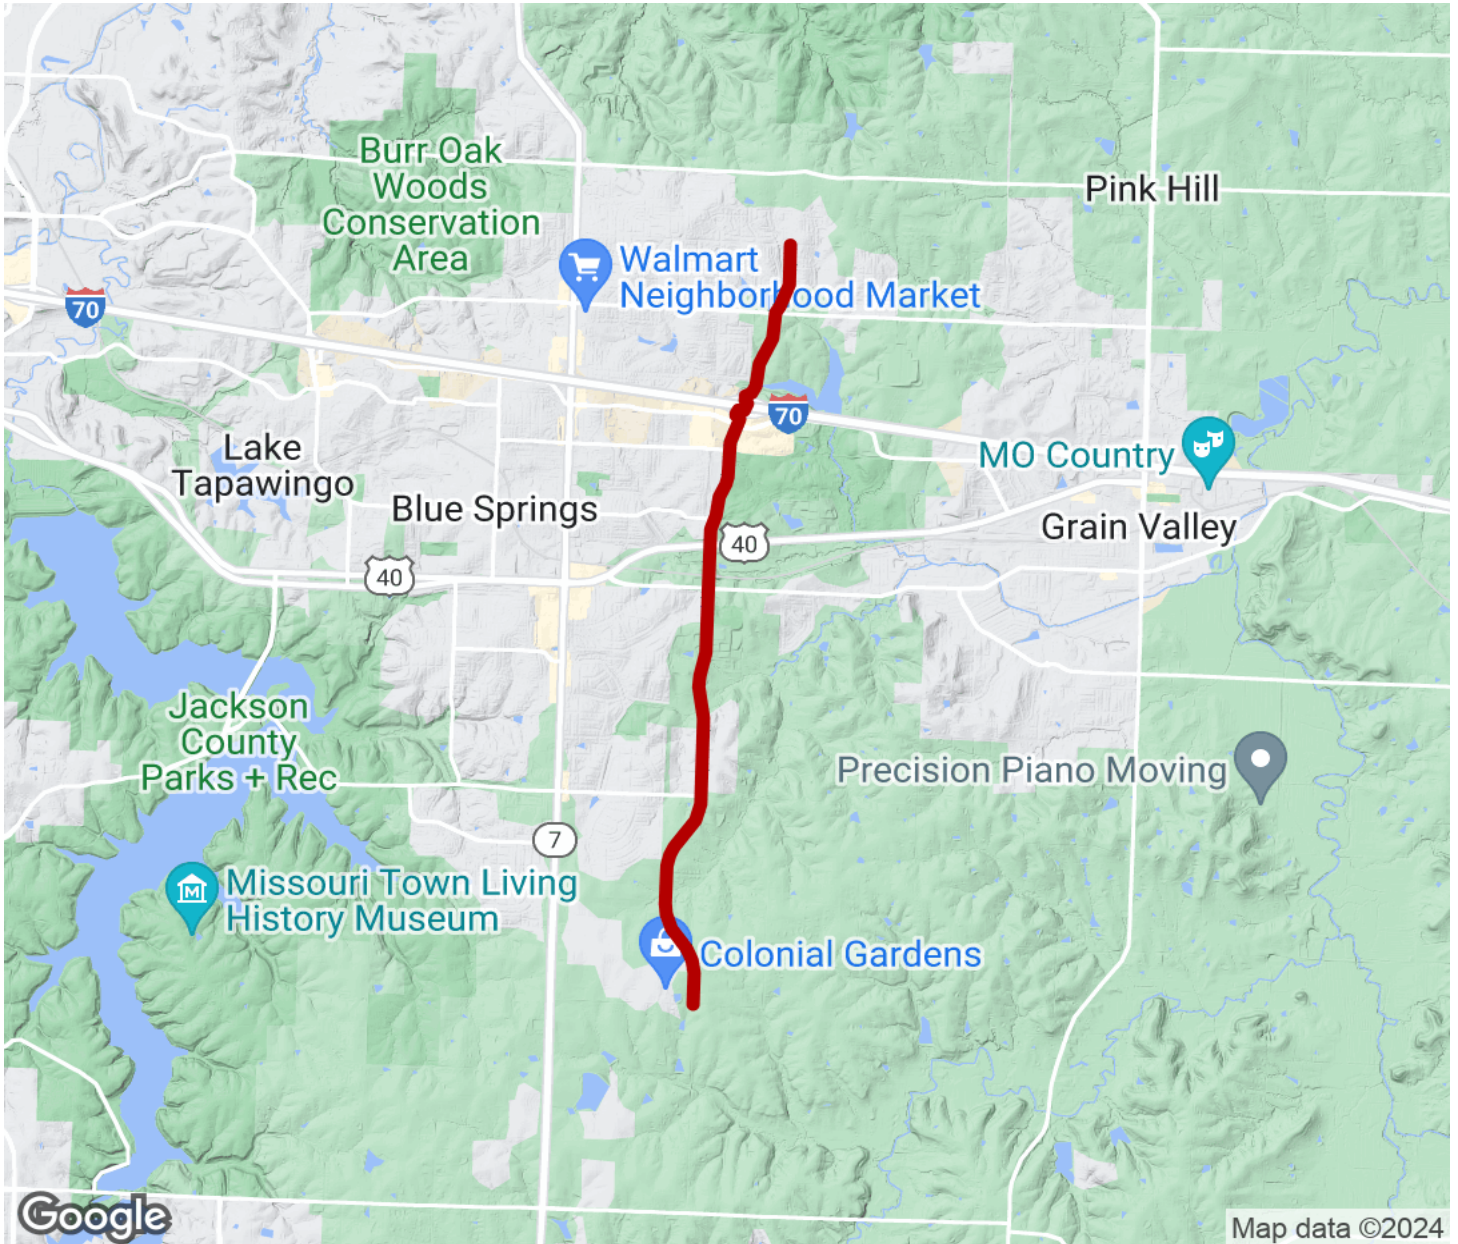 Burr Oak
Woods
Conservation
Area
Pink Hill
Walmart
Neighborhood Market
70
70
Lake
Tapawingo
Blue Springs
MO Country
Grain Valley
40
40
Jackson
County
Parks + Rec
Precision Piano Moving
7
Missouri Town Living
History Museum
Colonial Gardens
Google
Map data ©2024